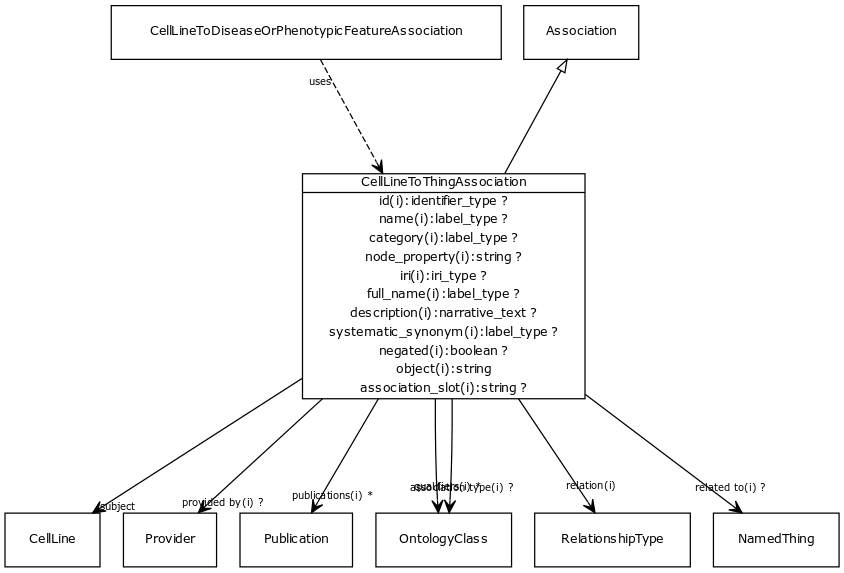 CellLineToDiseaseOrPhenotypicFeatureAssociation
Association
uses
CellLineToThingAssociation
id(i):identifier_type ?
name(i):label_type ?
category(i):label_type ?
node_property(i):string ?
iri(i):iri_type ?
full_name(i):label_type ?
description(i):narrative_text ?
systematic_synonym(i):label_type ?
negated(i):boolean ?
object(i):string
association_slot(i):string ?
subject
provided by(i) ?
publications(i) *
association type(i) ?
relation(i)
related to(i) ?
CellLine
Provider
Publication
OntologyClass
RelationshipType
NamedThing